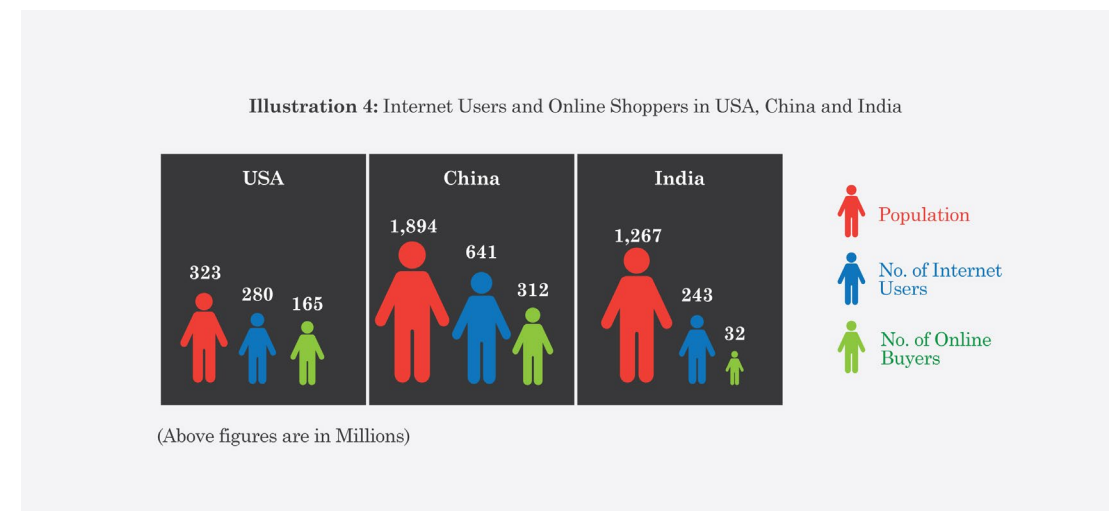 Illustration 4: Internet Users and Online Shoppers in USA, China and India
USA
323
280
165
China
1,894
641
312
India
1,267
243
32
Population
No. of Internet
Users
No. of Online
Buyers
(Above figures are in Millions)